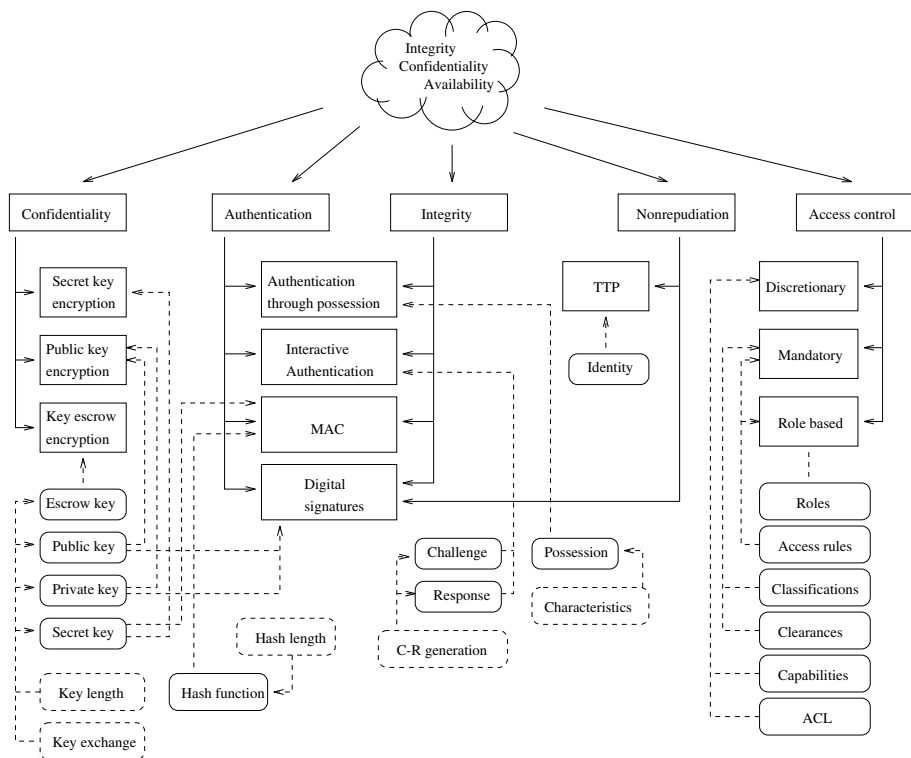 Integrity
Confidentiality
Availability
Confidentiality
Authentication
Integrity
Nonrepudiation
Access control
Secret key
encryption
Public key
encryption
Key escrow
encryption
Escrow key
Public key
Private key
Secret key
Key length
Key exchange
Authentication
through possession
Interactive
Authentication
MAC
Digital
signatures
Hash length
Hash function
Challenge
Response
C-R generation
TTP
Identity
Possession
Characteristics
Discretionary
Mandatory
Role based
Roles
Access rules
Classifications
Clearances
Capabilities
ACL